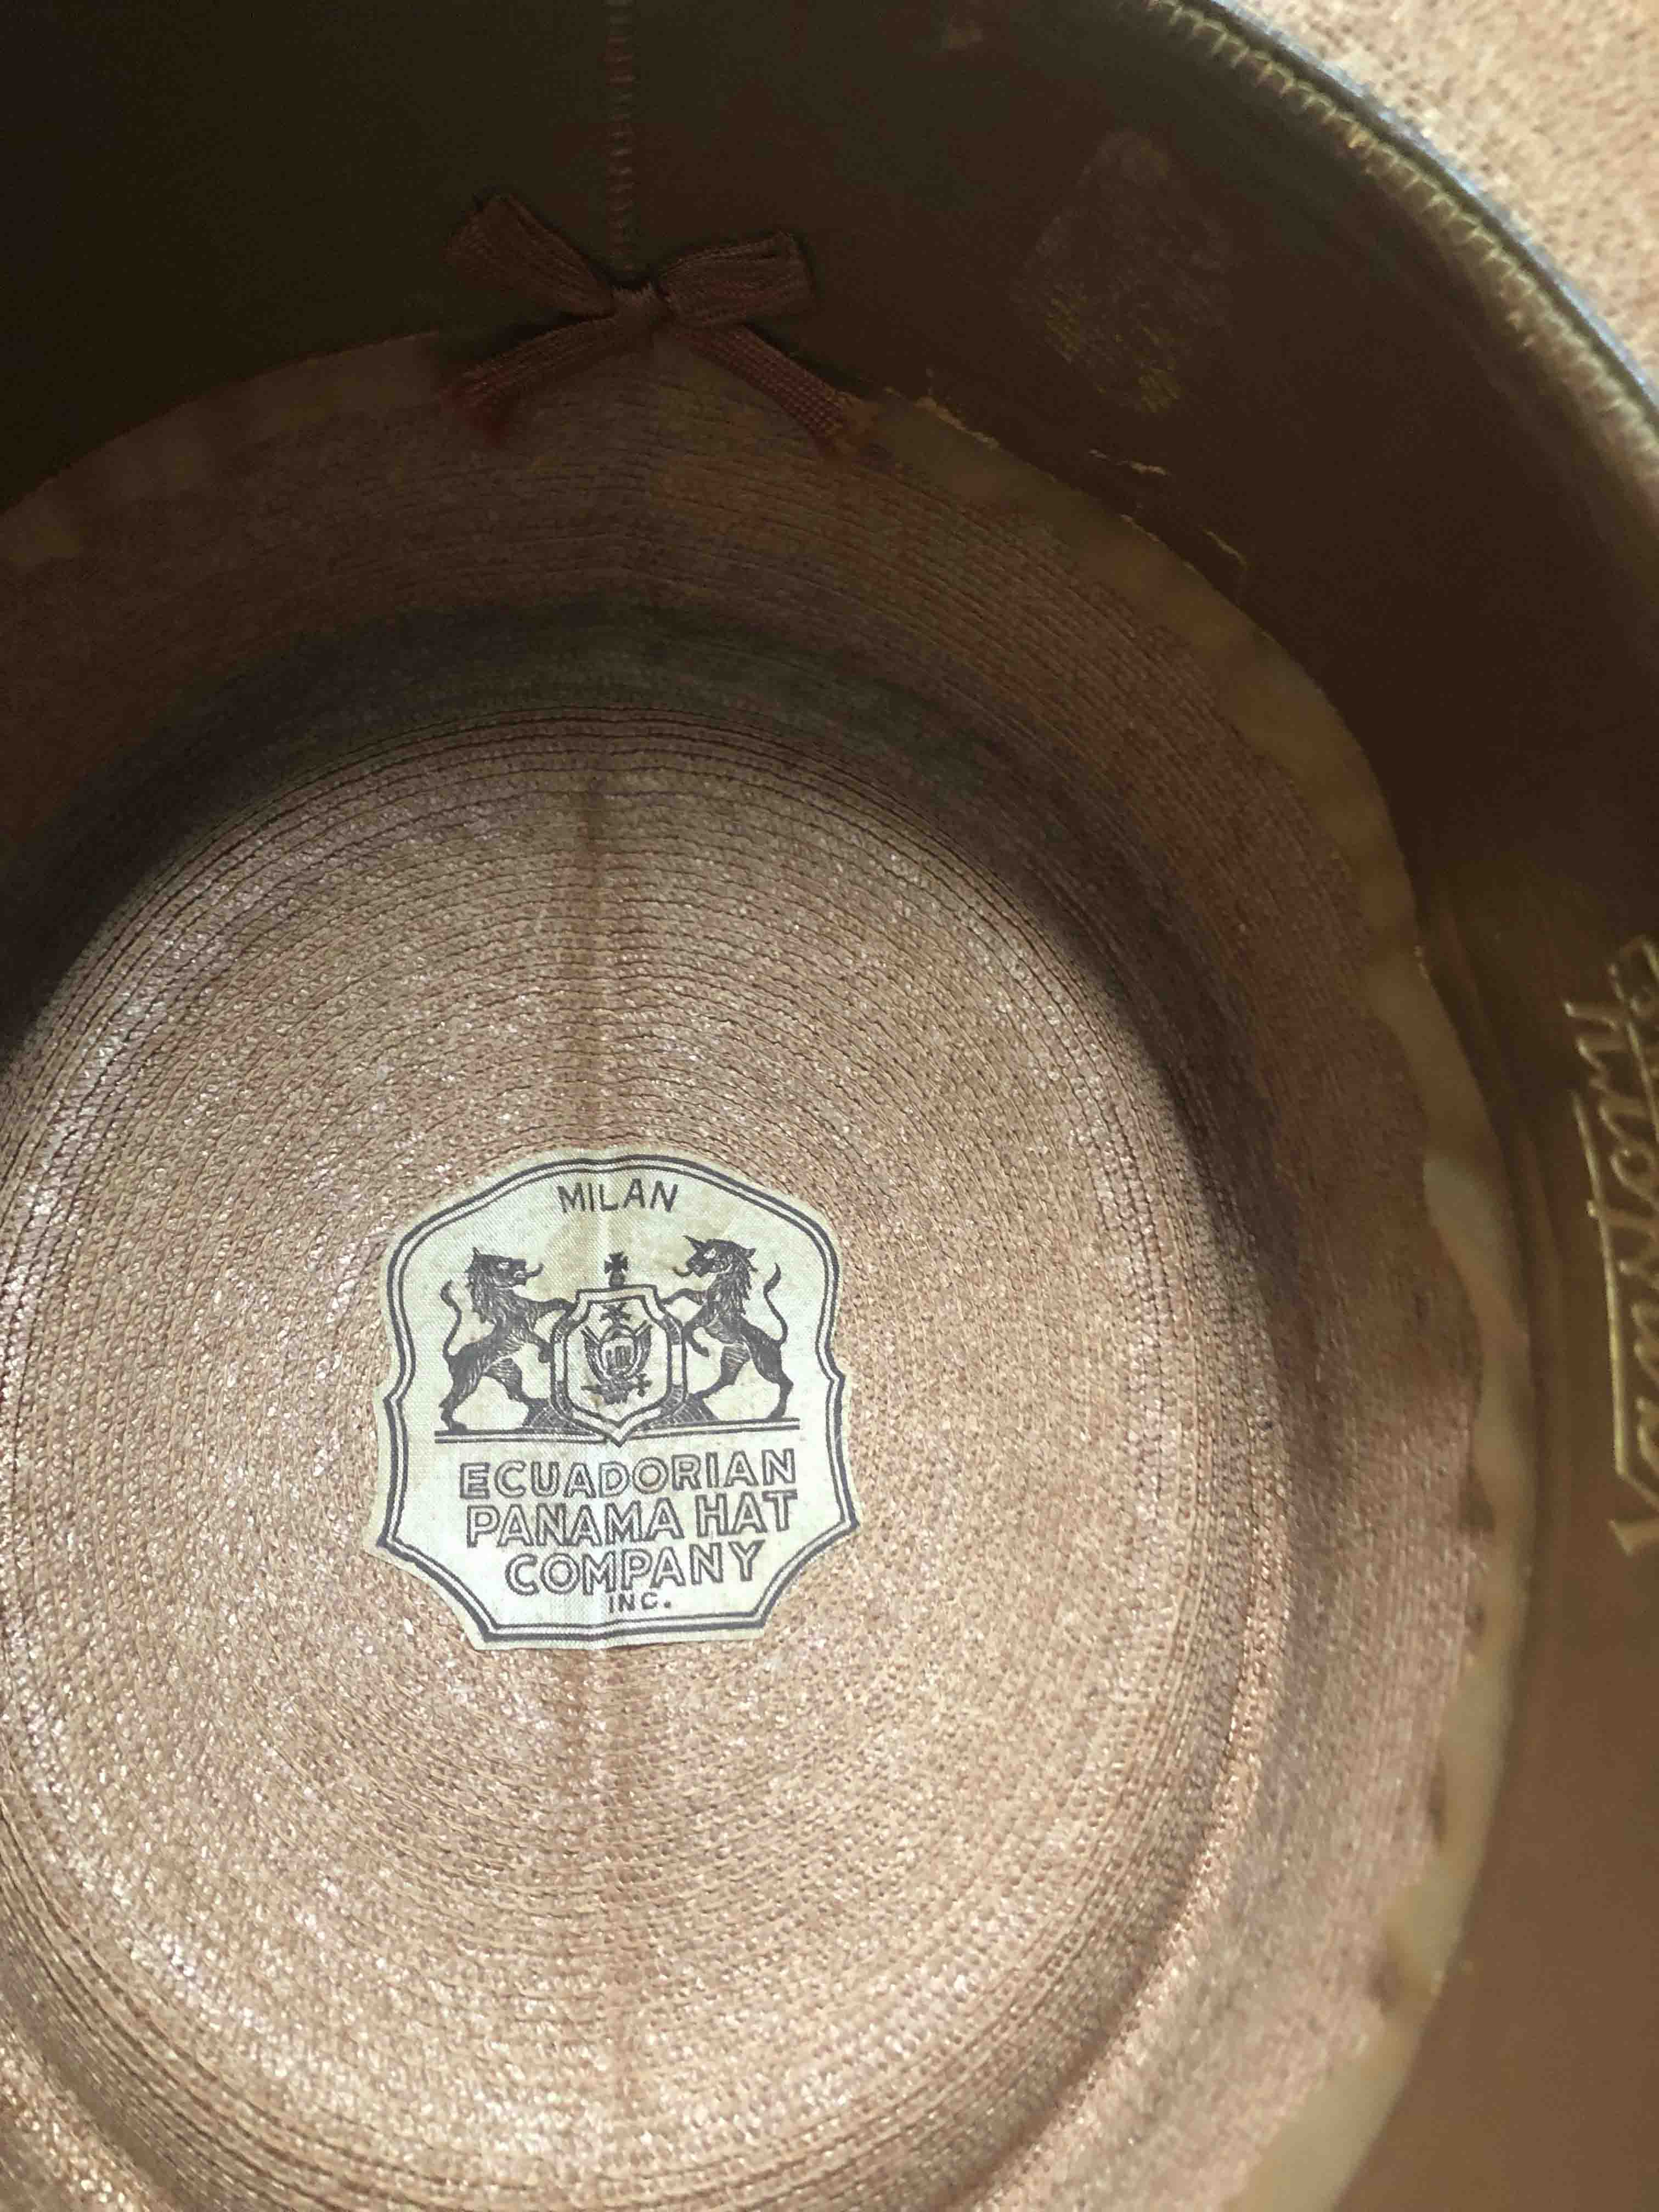 MILAN
ECUADORIAN
PANAMA HAT
COMPANY
INC.